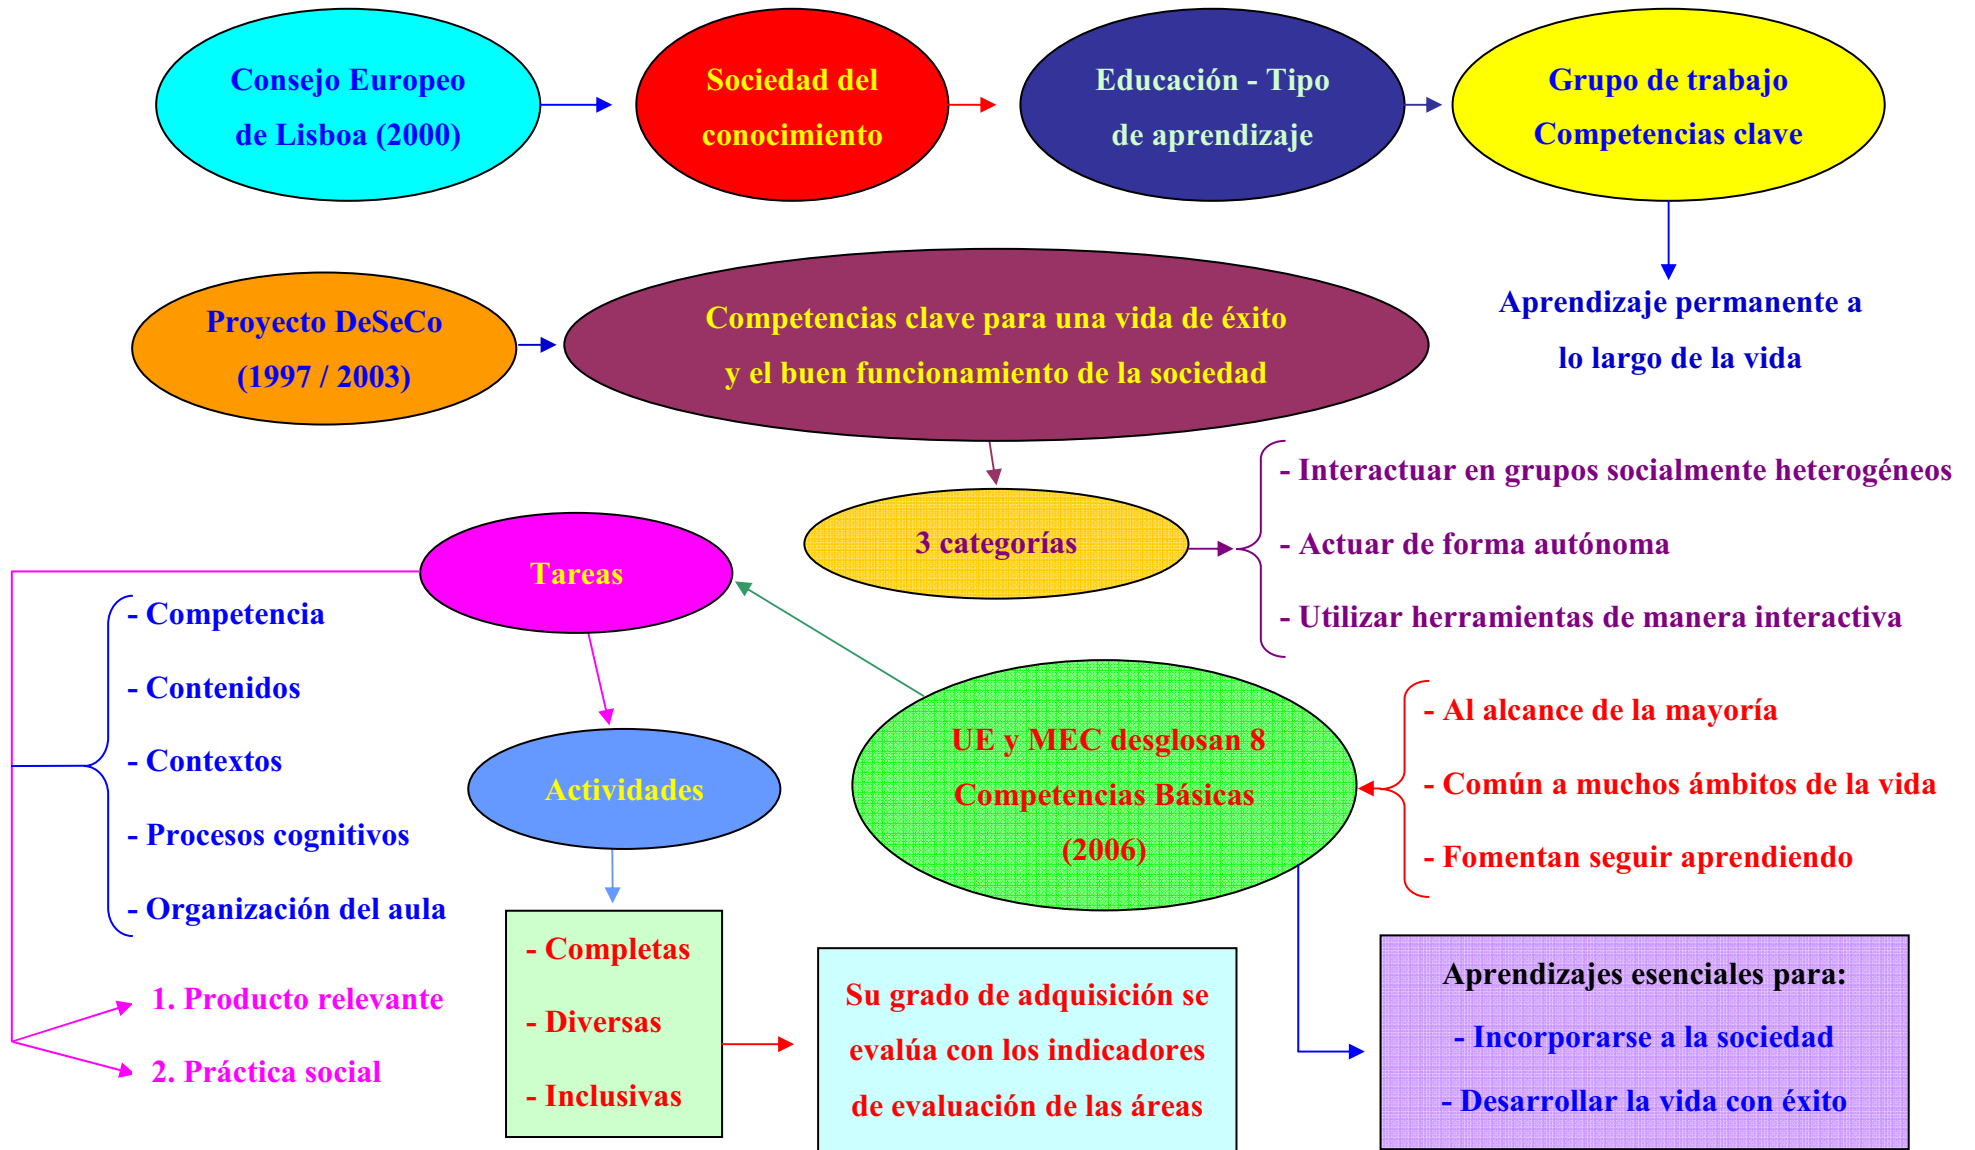 Consejo Europeo
de Lisboa (2000)
Sociedad del
conocimiento
Educación - Tipo
de aprendizaje
Grupo de trabajo
Competencias clave
Aprendizaje permanente a
lo largo de la vida
Proyecto DeSeCo
(1997 / 2003)
Competencias clave para una vida de éxito
y el buen funcionamiento de la sociedad
3 categorías
- Interactuar en grupos socialmente heterogéneos
- Actuar de forma autónoma
- Utilizar herramientas de manera interactiva
UE y MEC desglosan 8
Competencias Básicas
(2006)
- Al alcance de la mayoría
- Común a muchos ámbitos de la vida
- Fomentan seguir aprendiendo
Aprendizajes esenciales para:
- Incorporarse a la sociedad
- Desarrollar la vida con éxito
Tareas
- Competencia
- Contenidos
- Contextos
- Procesos cognitivos
- Organización del aula
1. Producto relevante
2. Práctica social
Actividades
- Completas
- Diversas
- Inclusivas
Su grado de adquisición se
evalúa con los indicadores
de evaluación de las áreas